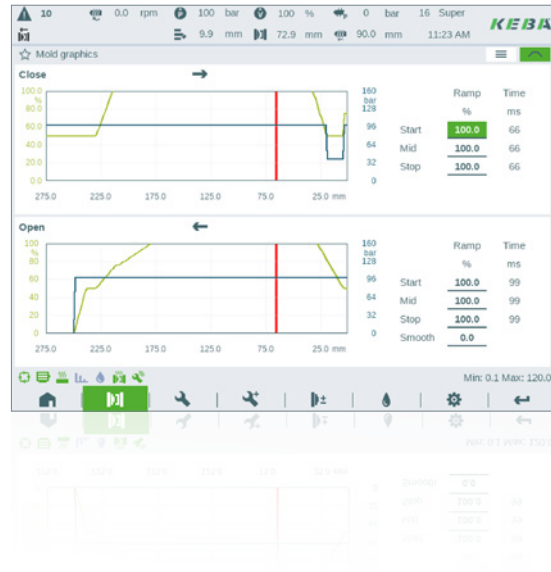 10 0.0 rpm 100 bar 100 % 0 bar 16 Super
KEBA
9.9 mm 72.9 mm 90.0 mm 11:23 AM
Mold graphics
Close
Ramp Time
% ms
Start 100.0 66
Mid 100.0 66
Stop 100.0 66
100.0 160
% bar
80.0 128
60.0 96
40.0 64
20.0 32
0.0 0
275.0 225.0 175.0 125.0 75.0 25.0 mm
Open
Ramp Time
% ms
Start 100.0 99
Mid 100.0 99
Stop 100.0 99
Smooth 0.0
100 160
% bar
80 128
60 96
40 64
20 32
0 0
275.0 225.0 175.0 125.0 75.0 25.0 mm
Min: 0.1 Max: 120.0